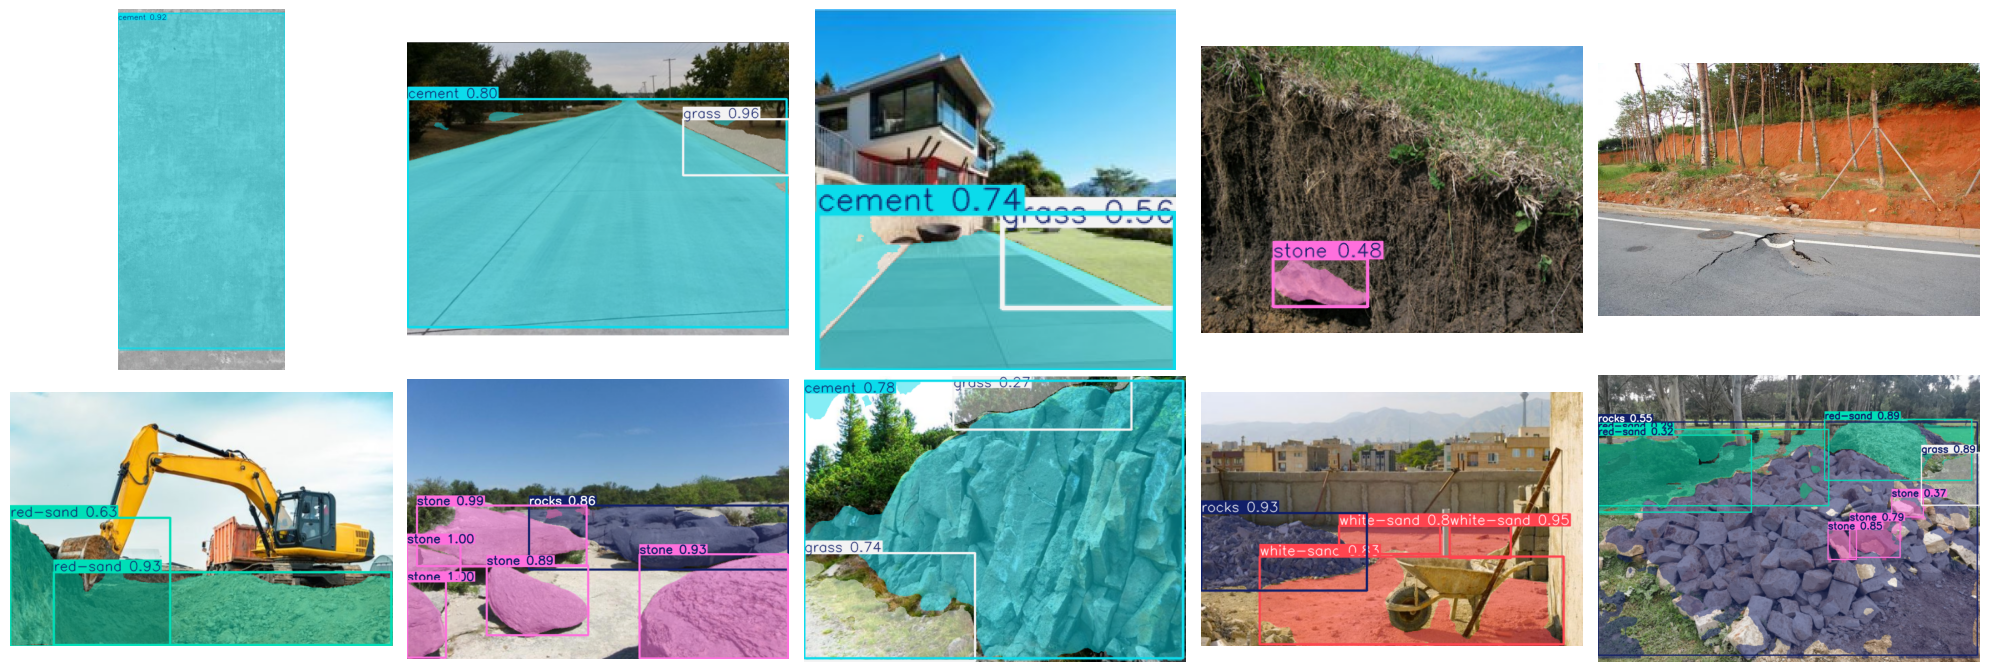 cement 0.92
cement 0.80
grass 0.96
cement 0.74
grass 0.56
stone 0.48
red-sand 0.63
red-sand 0.93
stone 0.99
rocks 0.86
stone 1.00
stone 0.89
stone 0.93
stone 1.00
cement 0.78
grass 0.27
grass 0.74
rocks 0.93
white-sand 0.8
white-sand 0.95
white-sand 0.83
rocks 0.55
red-sand 0.89
red-sand 0.32
grass 0.89
stone 0.37
stone 0.79
stone 0.85